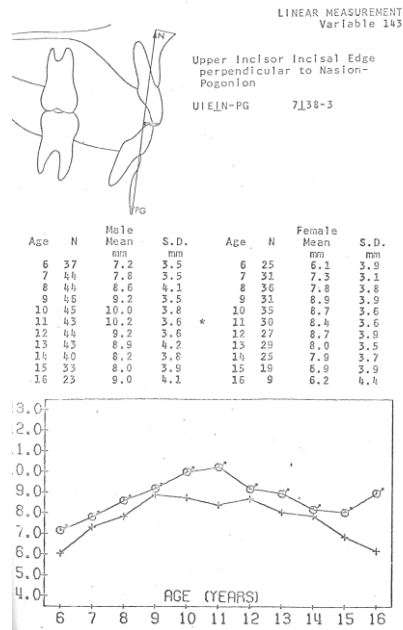 LINEAR MEASUREMENT
Variable 143
Upper Incisor Incisal Edge
perpendicular to Nasion-
Pogonion
UIE⊥N-PG 7⊥38-3
N
PG
Male Female
Age N Mean S.D. Age N Mean S.D.
mm mm mm mm
6 37 7.2 3.5 6 25 6.1 3.9
7 44 7.8 3.5 7 31 7.3 3.1
8 44 8.6 4.1 8 36 7.8 3.8
9 46 9.2 3.5 9 31 8.9 3.9
10 45 10.0 3.8 10 35 8.7 3.6
11 43 10.2 3.6 * 11 30 8.4 3.6
12 44 9.2 3.6 12 27 8.7 3.9
13 43 8.9 4.2 13 29 8.0 3.5
14 40 8.2 3.8 14 25 7.9 3.7
15 33 8.0 3.9 15 19 6.9 3.9
16 23 9.0 4.1 16 9 6.2 4.4
3.0
2.0
1.0
0.0
9.0
8.0
7.0
6.0
5.0
4.0
AGE (YEARS)
6 7 8 9 10 11 12 13 14 15 16